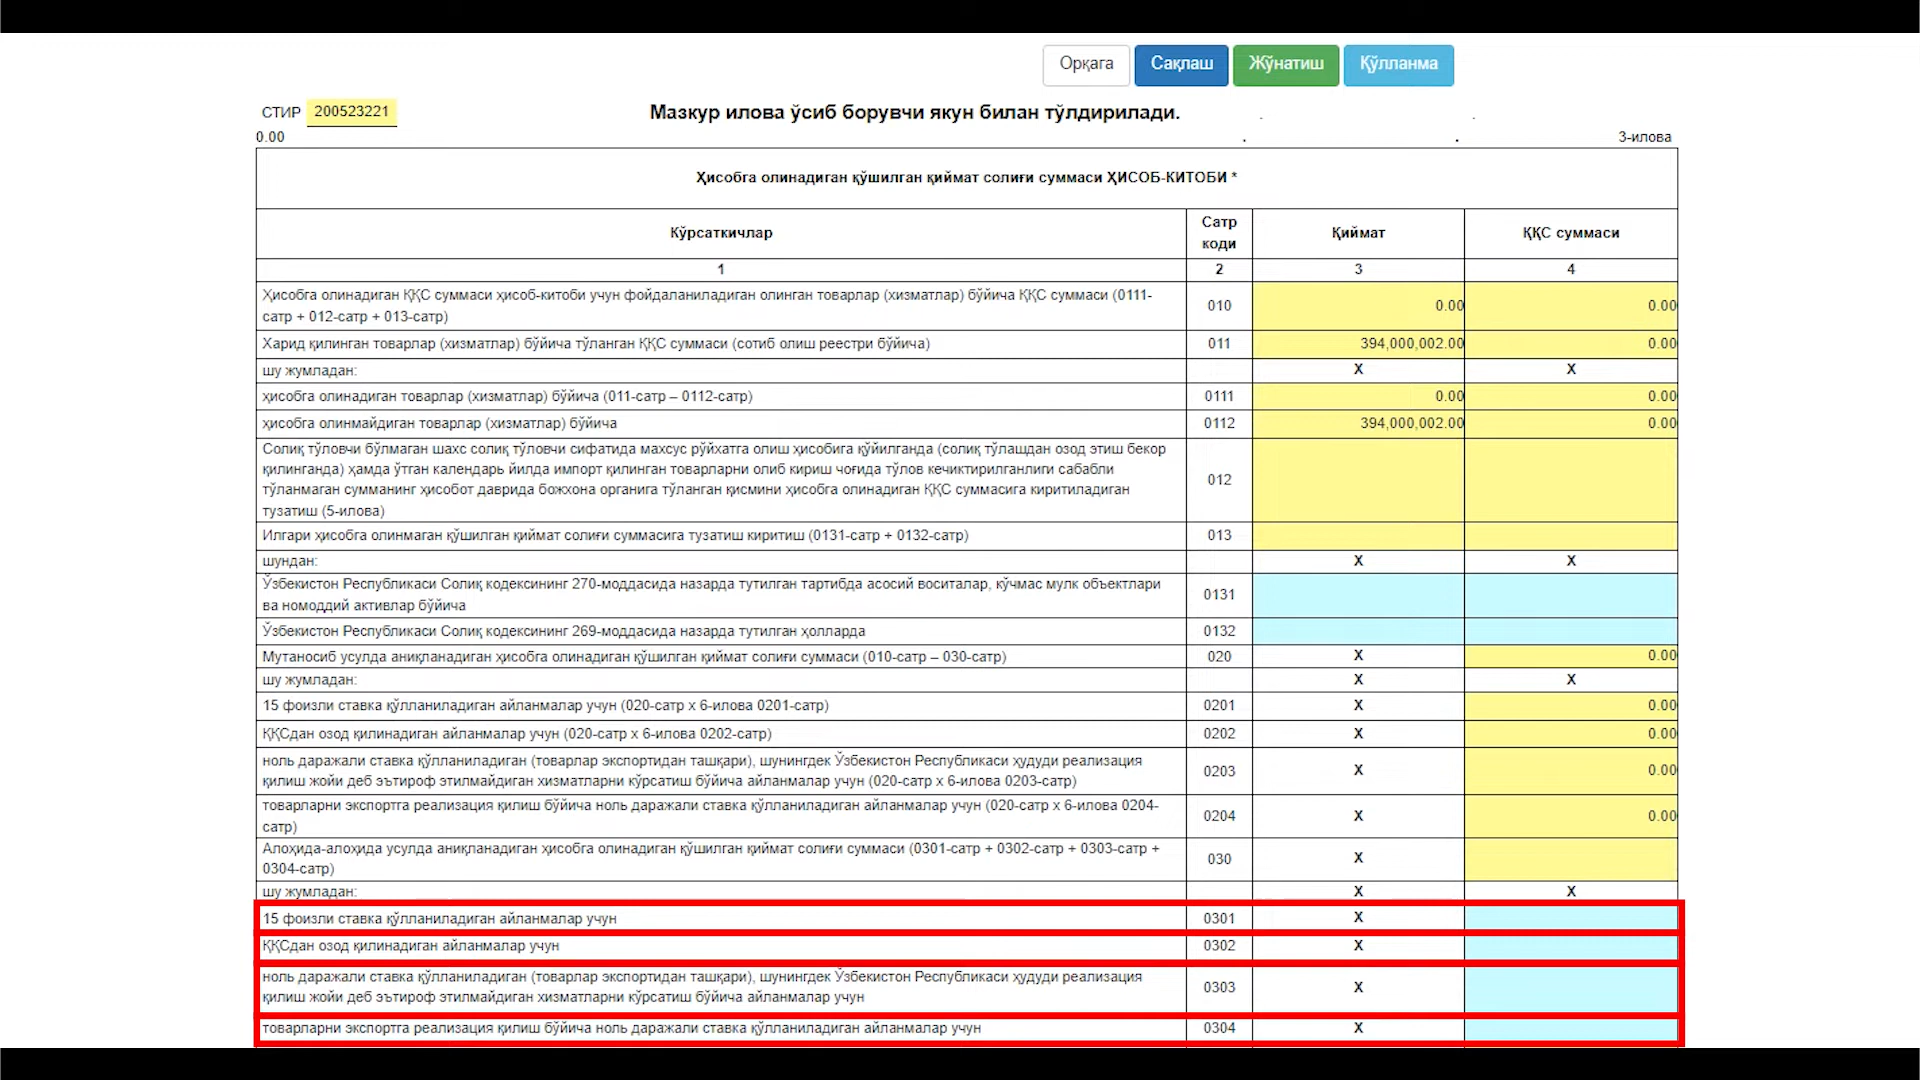 Орқага Сақлаш Жўнатиш Қўлланма
СТИР 200523221 Мазкур илова ўсиб борувчи якун билан тўлдирилади.
0.00 3-илова
Ҳисобга олинадиган қўшилган қиймат солиғи суммаси ҲИСОБ-КИТОБИ *
Кўрсаткичлар Сатр коди Қиймат ҚҚС суммаси
1 2 3 4
Ҳисобга олинадиган ҚҚС суммаси ҳисоб-китоби учун фойдаланиладиган олинган товарлар (хизматлар) бўйича ҚҚС суммаси (0111-
сатр + 012-сатр + 013-сатр) 010 0.00 0.00
Харид қилинган товарлар (хизматлар) бўйича тўланган ҚҚС суммаси (сотиб олиш реестри бўйича) 011 394,000,002.00 0.00
шу жумладан: X X
ҳисобга олинадиган товарлар (хизматлар) бўйича (011-сатр – 0112-сатр) 0111 0.00 0.00
ҳисобга олинмайдиган товарлар (хизматлар) бўйича 0112 394,000,002.00 0.00
Солиқ тўловчи бўлмаган шахс солиқ тўловчи сифатида махсус рўйхатга олиш ҳисобига қўйилганда (солиқ тўлашдан озод этиш бекор
қилинганда) ҳамда ўтган календарь йилда импорт қилинган товарларни олиб кириш чоғида тўлов кечиктирилганлиги сабабли
тўланмаган сумманинг ҳисобот даврида божхона органига тўланган қисмини ҳисобга олинадиган ҚҚС суммасига киритиладиган
тузатиш (5-илова) 012
Илгари ҳисобга олинмаган қўшилган қиймат солиғи суммасига тузатиш киритиш (0131-сатр + 0132-сатр) 013
шундан: X X
Ўзбекистон Республикаси Солиқ кодексининг 270-моддасида назарда тутилган тартибда асосий воситалар, кўчмас мулк объектлари
ва номоддий активлар бўйича 0131
Ўзбекистон Республикаси Солиқ кодексининг 269-моддасида назарда тутилган ҳолларда 0132
Мутаносиб усулда аниқланадиган ҳисобга олинадиган қўшилган қиймат солиғи суммаси (010-сатр – 030-сатр) 020 X 0.00
шу жумладан: X X
15 фоизли ставка қўлланиладиган айланмалар учун (020-сатр х 6-илова 0201-сатр) 0201 X 0.00
ҚҚСдан озод қилинадиган айланмалар учун (020-сатр х 6-илова 0202-сатр) 0202 X 0.00
ноль даражали ставка қўлланиладиган (товарлар экспортидан ташқари), шунингдек Ўзбекистон Республикаси ҳудуди реализация
қилиш жойи деб эътироф этилмайдиган хизматларни кўрсатиш бўйича айланмалар учун (020-сатр х 6-илова 0203-сатр) 0203 X 0.00
товарларни экспортга реализация қилиш бўйича ноль даражали ставка қўлланиладиган айланмалар учун (020-сатр х 6-илова 0204-
сатр) 0204 X 0.00
Алоҳида-алоҳида усулда аниқланадиган ҳисобга олинадиган қўшилган қиймат солиғи суммаси (0301-сатр + 0302-сатр + 0303-сатр +
0304-сатр) 030 X
шу жумладан: X X
15 фоизли ставка қўлланиладиган айланмалар учун 0301 X
ҚҚСдан озод қилинадиган айланмалар учун 0302 X
ноль даражали ставка қўлланиладиган (товарлар экспортидан ташқари), шунингдек Ўзбекистон Республикаси ҳудуди реализация
қилиш жойи деб эътироф этилмайдиган хизматларни кўрсатиш бўйича айланмалар учун 0303 X
товарларни экспортга реализация қилиш бўйича ноль даражали ставка қўлланиладиган айланмалар учун 0304 X